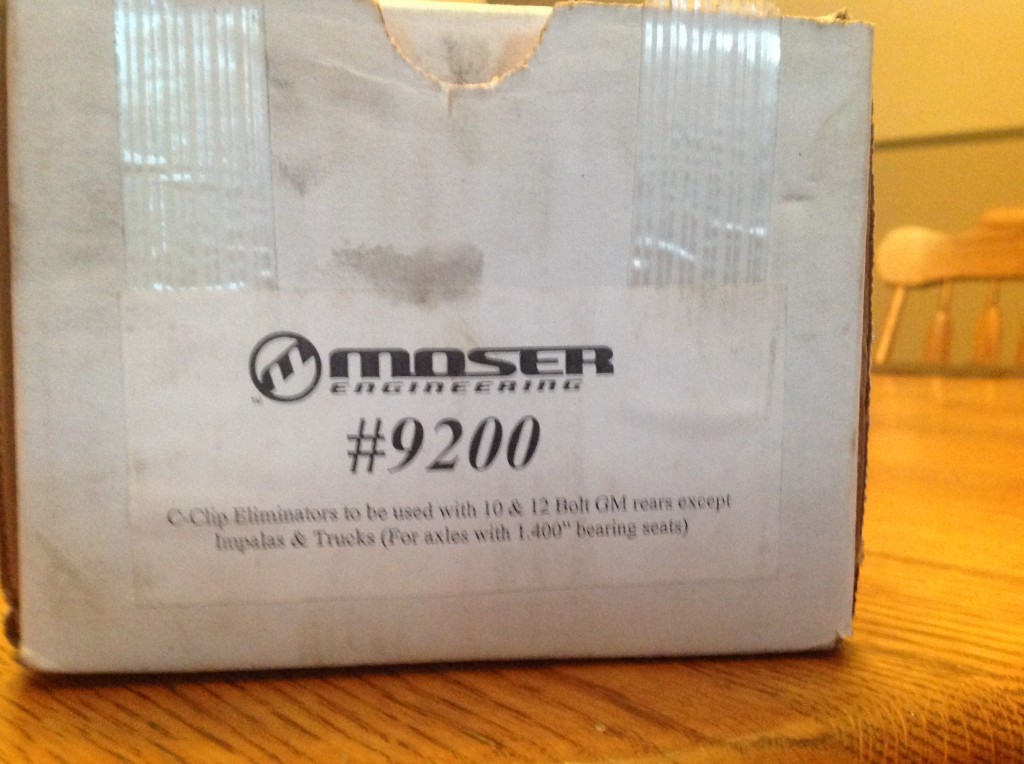 MOSER
ENGINEERING
SM
#9200
C-Clip Eliminators to be used with 10 & 12 Bolt GM rears except
Impalas & Trucks (For axles with 1.400" bearing seats)